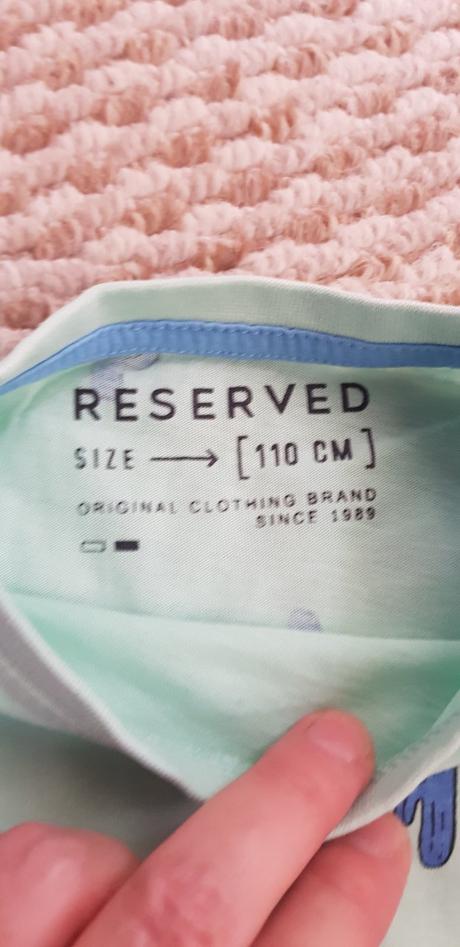 RESERVED
SIZE → [110 CM]
ORIGINAL CLOTHING BRAND
SINCE 1989